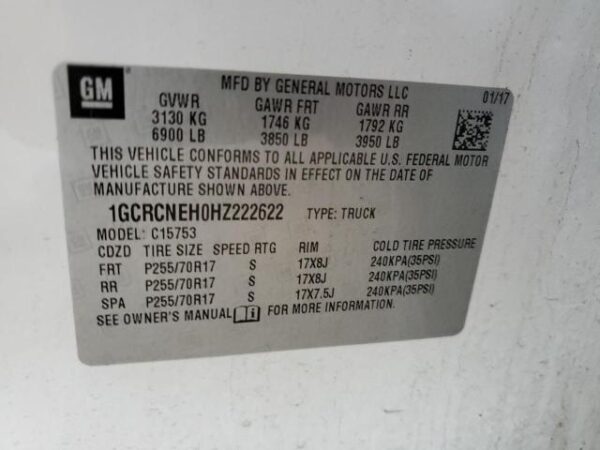 GM
MFD BY GENERAL MOTORS LLC
01/17
GVWR GAWR FRT GAWR RR
3130 KG 1746 KG 1792 KG
6900 LB 3850 LB 3950 LB
THIS VEHICLE CONFORMS TO ALL APPLICABLE U.S. FEDERAL MOTOR
VEHICLE SAFETY STANDARDS IN EFFECT ON THE DATE OF
MANUFACTURE SHOWN ABOVE.
1GCRCNEH0HZ222622 TYPE: TRUCK
MODEL: C15753
CDZD TIRE SIZE SPEED RTG RIM COLD TIRE PRESSURE
FRT P255/70R17 S 17X8J 240KPA(35PSI)
RR P255/70R17 S 17X8J 240KPA(35PSI)
SPA P255/70R17 S 17X7.5J 240KPA(35PSI)
SEE OWNER'S MANUAL FOR MORE INFORMATION.